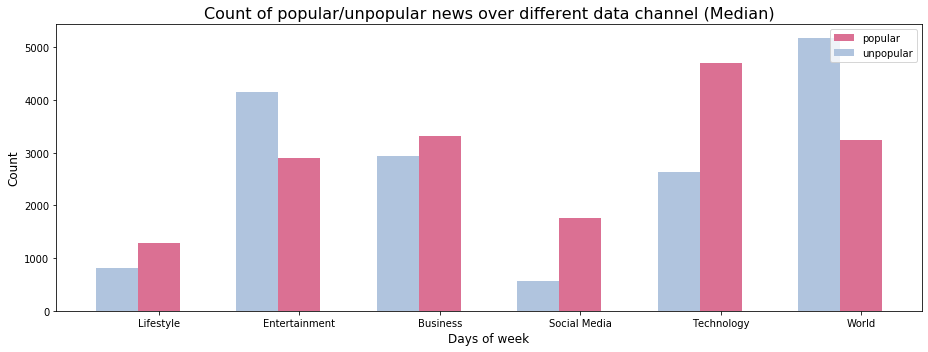 Count of popular/unpopular news over different data channel (Median)
popular
unpopular
Count
5000
4000
3000
2000
1000
0
Lifestyle Entertainment Business Social Media Technology World
Days of week